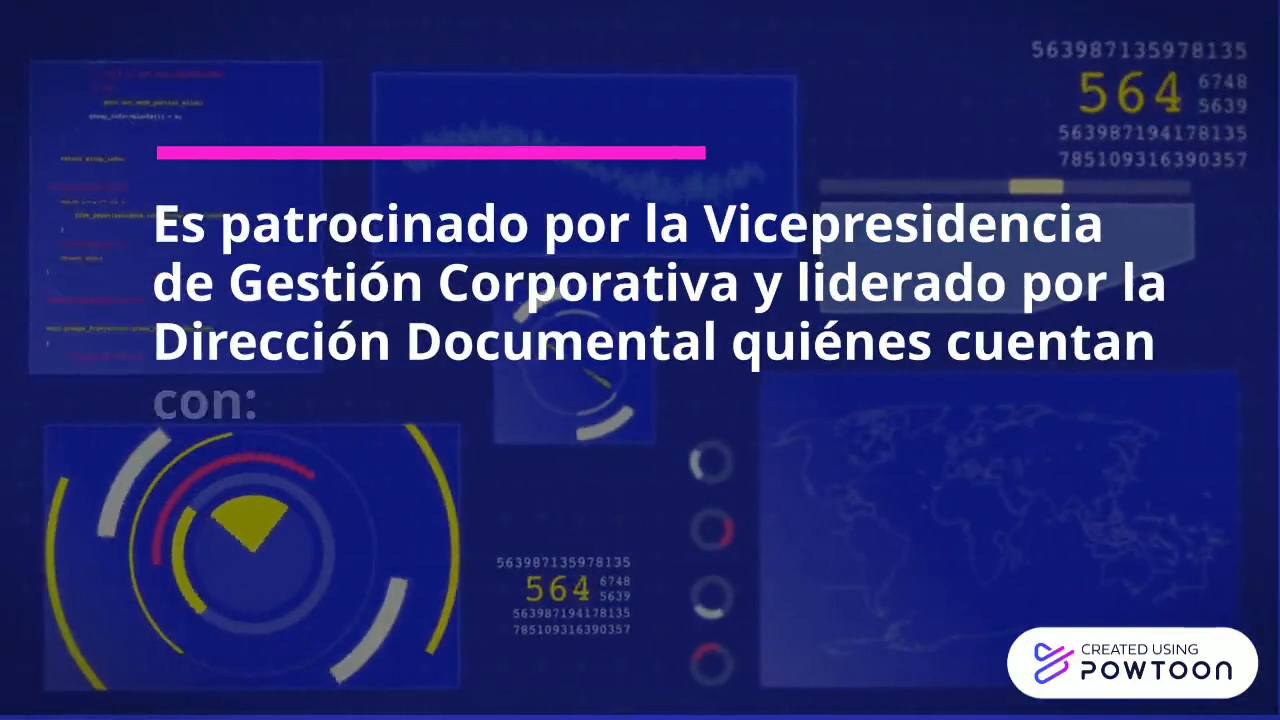 563987135978135
564 6748
5639
563987194178135
785109316390357
Es patrocinado por la Vicepresidencia
de Gestión Corporativa y liderado por la
Dirección Documental quiénes cuentan
con:
563987135978135
564 6748
5639
563987194178135
785109316390357
CREATED USING
POWTOON